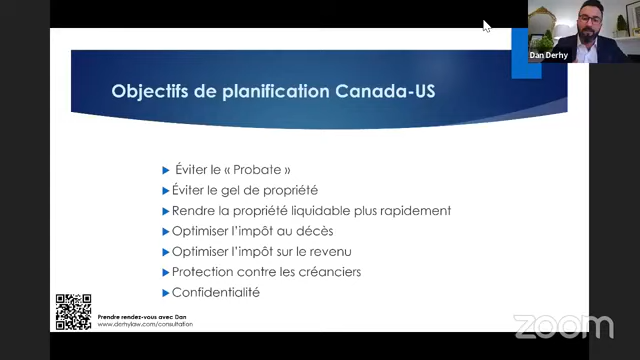 Dan Derhy
Objectifs de planification Canada-US
Éviter le « Probate »
Éviter le gel de propriété
Rendre la propriété liquidable plus rapidement
Optimiser l'impôt au décès
Optimiser l'impôt sur le revenu
Protection contre les créanciers
Confidentialité
Prendre rendez-vous avec Dan
www.derhylaw.com/consultation
zoom